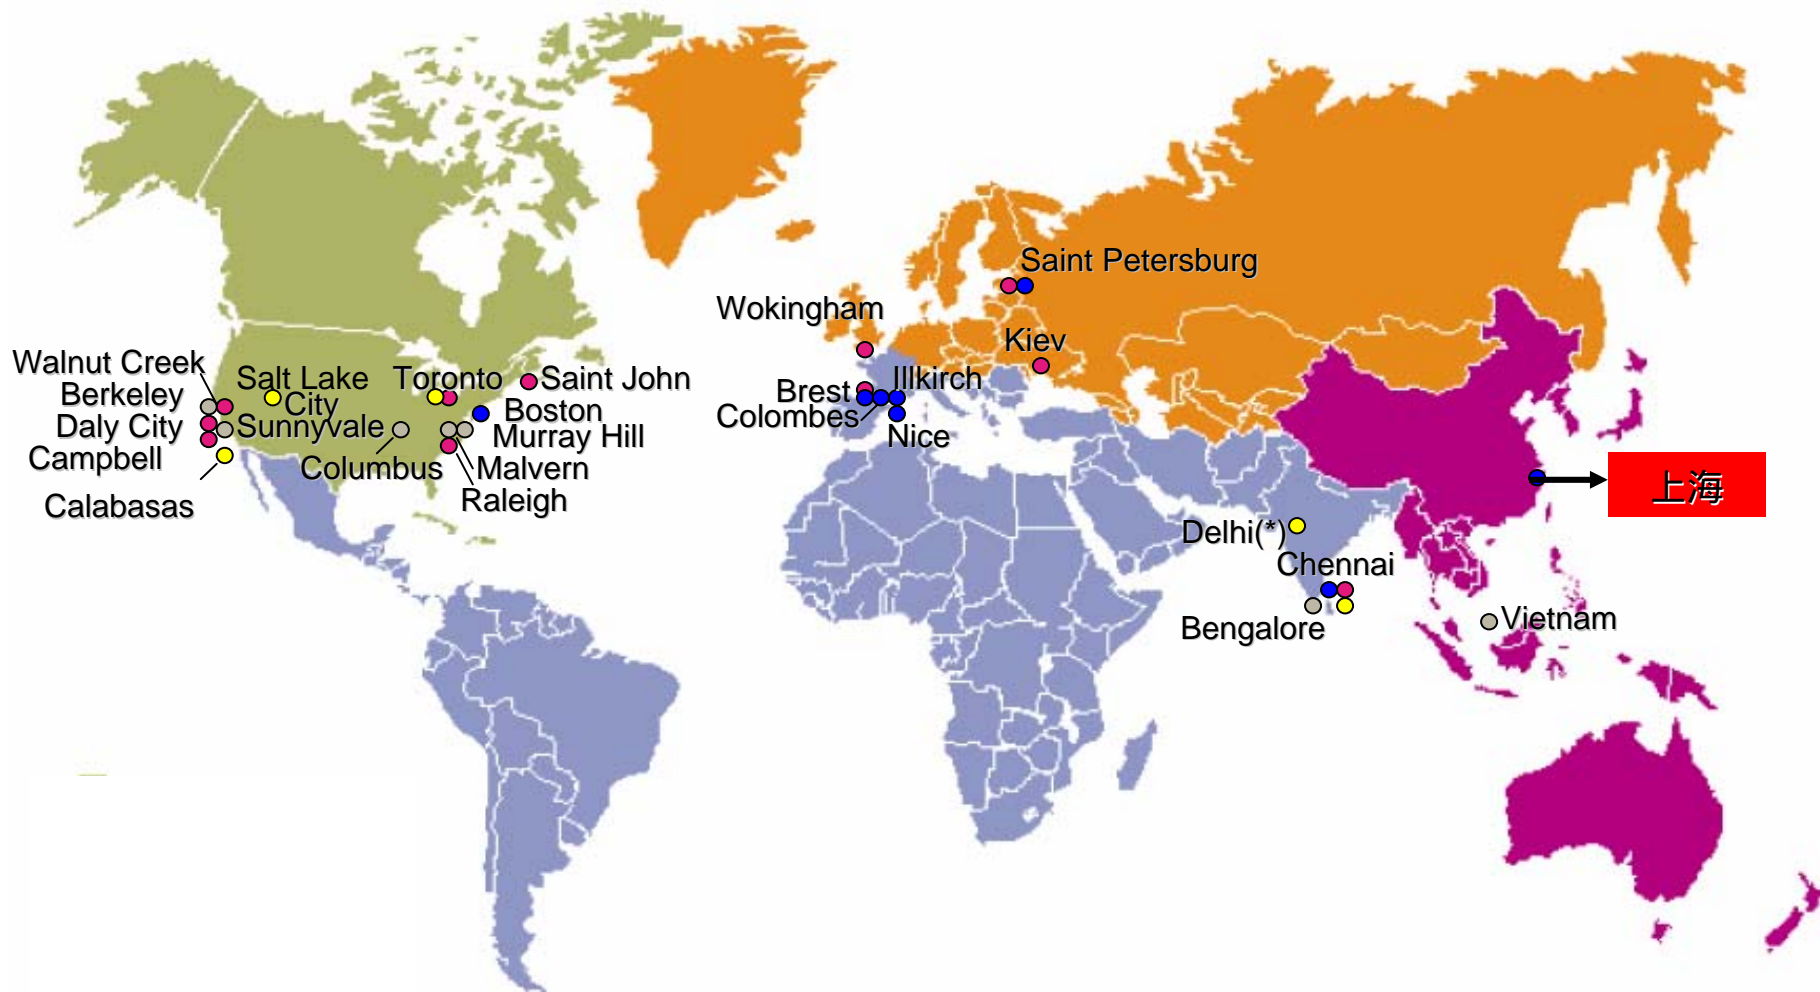 Saint Petersburg
Wokingham
Kiev
Walnut Creek
Salt Lake
City
Toronto
Saint John
Brest
Illkirch
Berkeley
Boston
Colombes
Daly City
Sunnyvale
Murray Hill
Nice
Campbell
Columbus
Malvern
Calabasas
Raleigh
上海
Delhi(*)
Chennai
Bengalore
Vietnam